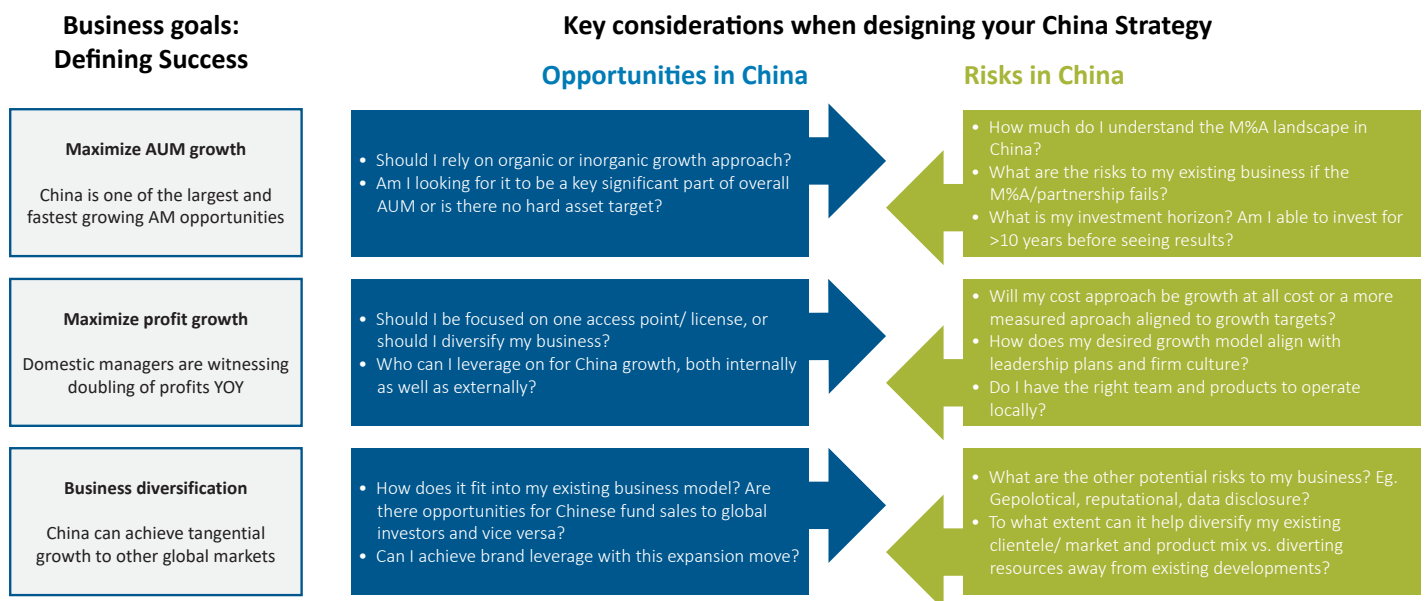 Business goals:
Defining Success
Key considerations when designing your China Strategy
Opportunities in China
Risks in China
Maximize AUM growth
China is one of the largest and
fastest growing AM opportunities
• Should I rely on organic or inorganic growth approach?
• Am I looking for it to be a key significant part of overall
AUM or is there no hard asset target?
• How much do I understand the M%A landscape in
China?
• What are the risks to my existing business if the
M%A/partnership fails?
• What is my investment horizon? Am I able to invest for
>10 years before seeing results?
Maximize profit growth
Domestic managers are witnessing
doubling of profits YOY
• Should I be focused on one access point/ license, or
should I diversify my business?
• Who can I leverage on for China growth, both internally
as well as externally?
• Will my cost approach be growth at all cost or a more
measured aproach aligned to growth targets?
• How does my desired growth model align with
leadership plans and firm culture?
• Do I have the right team and products to operate
locally?
Business diversification
China can achieve tangential
growth to other global markets
• How does it fit into my existing business model? Are
there opportunities for Chinese fund sales to global
investors and vice versa?
• Can I achieve brand leverage with this expansion move?
• What are the other potential risks to my business? Eg.
Gepolotical, reputational, data disclosure?
• To what extent can it help diversify my existing
clientele/ market and product mix vs. diverting
resources away from existing developments?